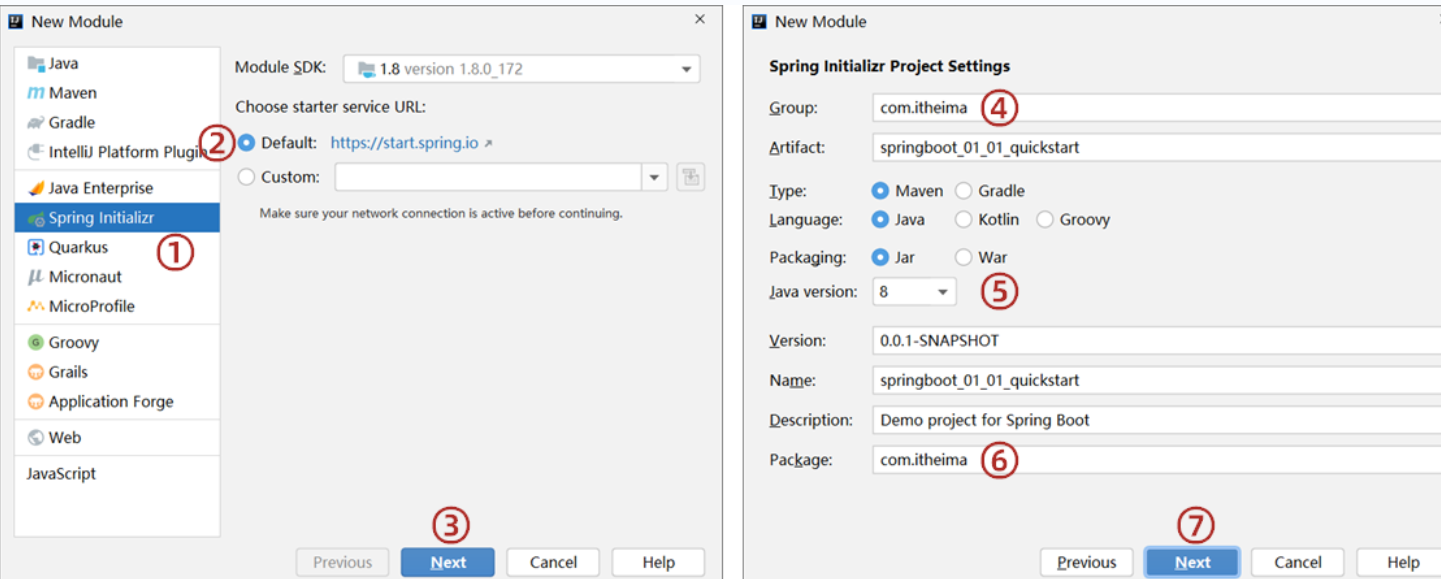 New Module
Java
Maven
Gradle
IntelliJ Platform Plugin
Java Enterprise
Spring Initializr
①
Quarkus
Micronaut
MicroProfile
Groovy
Grails
Application Forge
Web
JavaScript
Module SDK: 1.8 version 1.8.0_172
Choose starter service URL:
② Default: https://start.spring.io
Custom:
Make sure your network connection is active before continuing.
③
Previous Next Cancel Help
New Module
Spring Initializr Project Settings
Group: com.itheima ④
Artifact: springboot_01_01_quickstart
Type: Maven Gradle
Language: Java Kotlin Groovy
Packaging: Jar War
Java version: 8 ⑤
Version: 0.0.1-SNAPSHOT
Name: springboot_01_01_quickstart
Description: Demo project for Spring Boot
Package: com.itheima ⑥
⑦
Previous Next Cancel Help